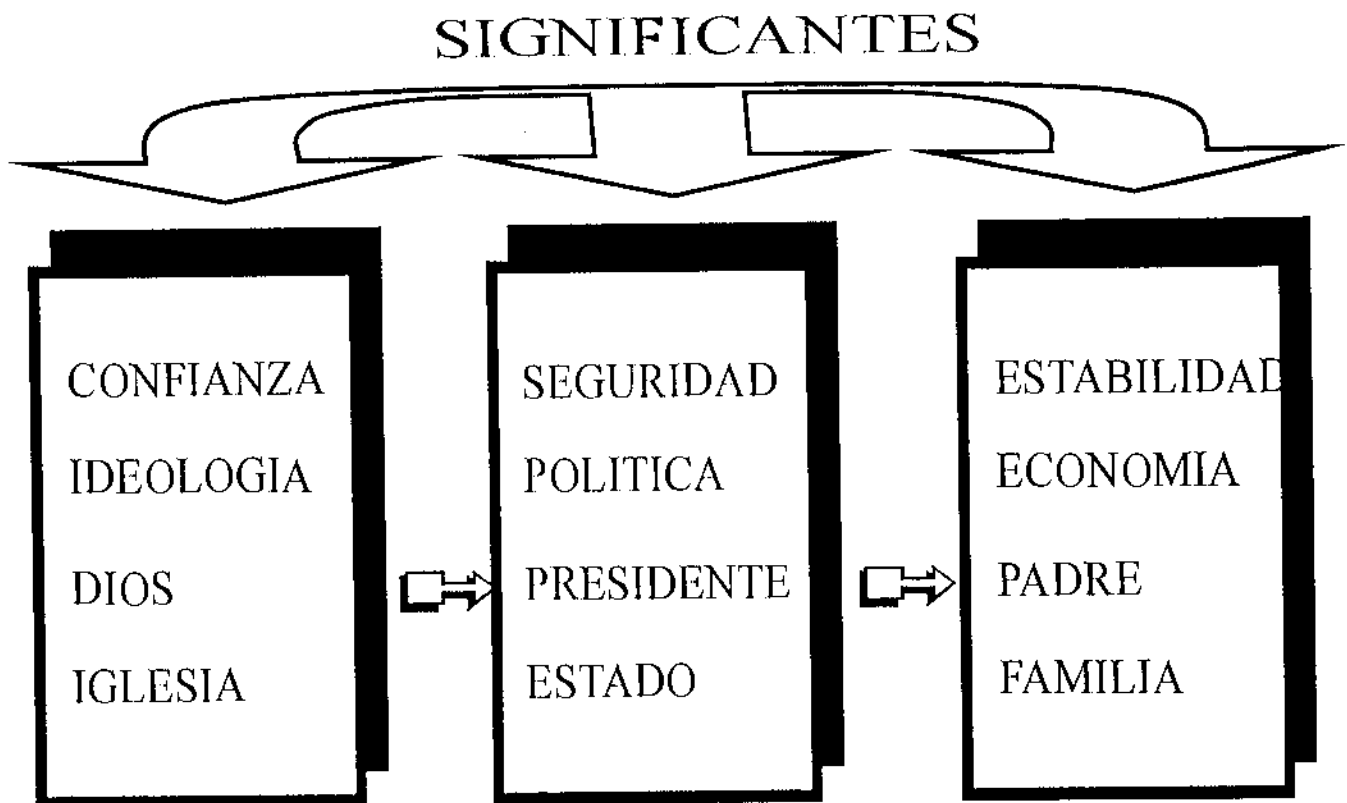 SIGNIFICANTES
CONFIANZA
IDEOLOGIA
DIOS
IGLESIA
SEGURIDAD
POLITICA
PRESIDENTE
ESTADO
ESTABILIDAD
ECONOMIA
PADRE
FAMILIA